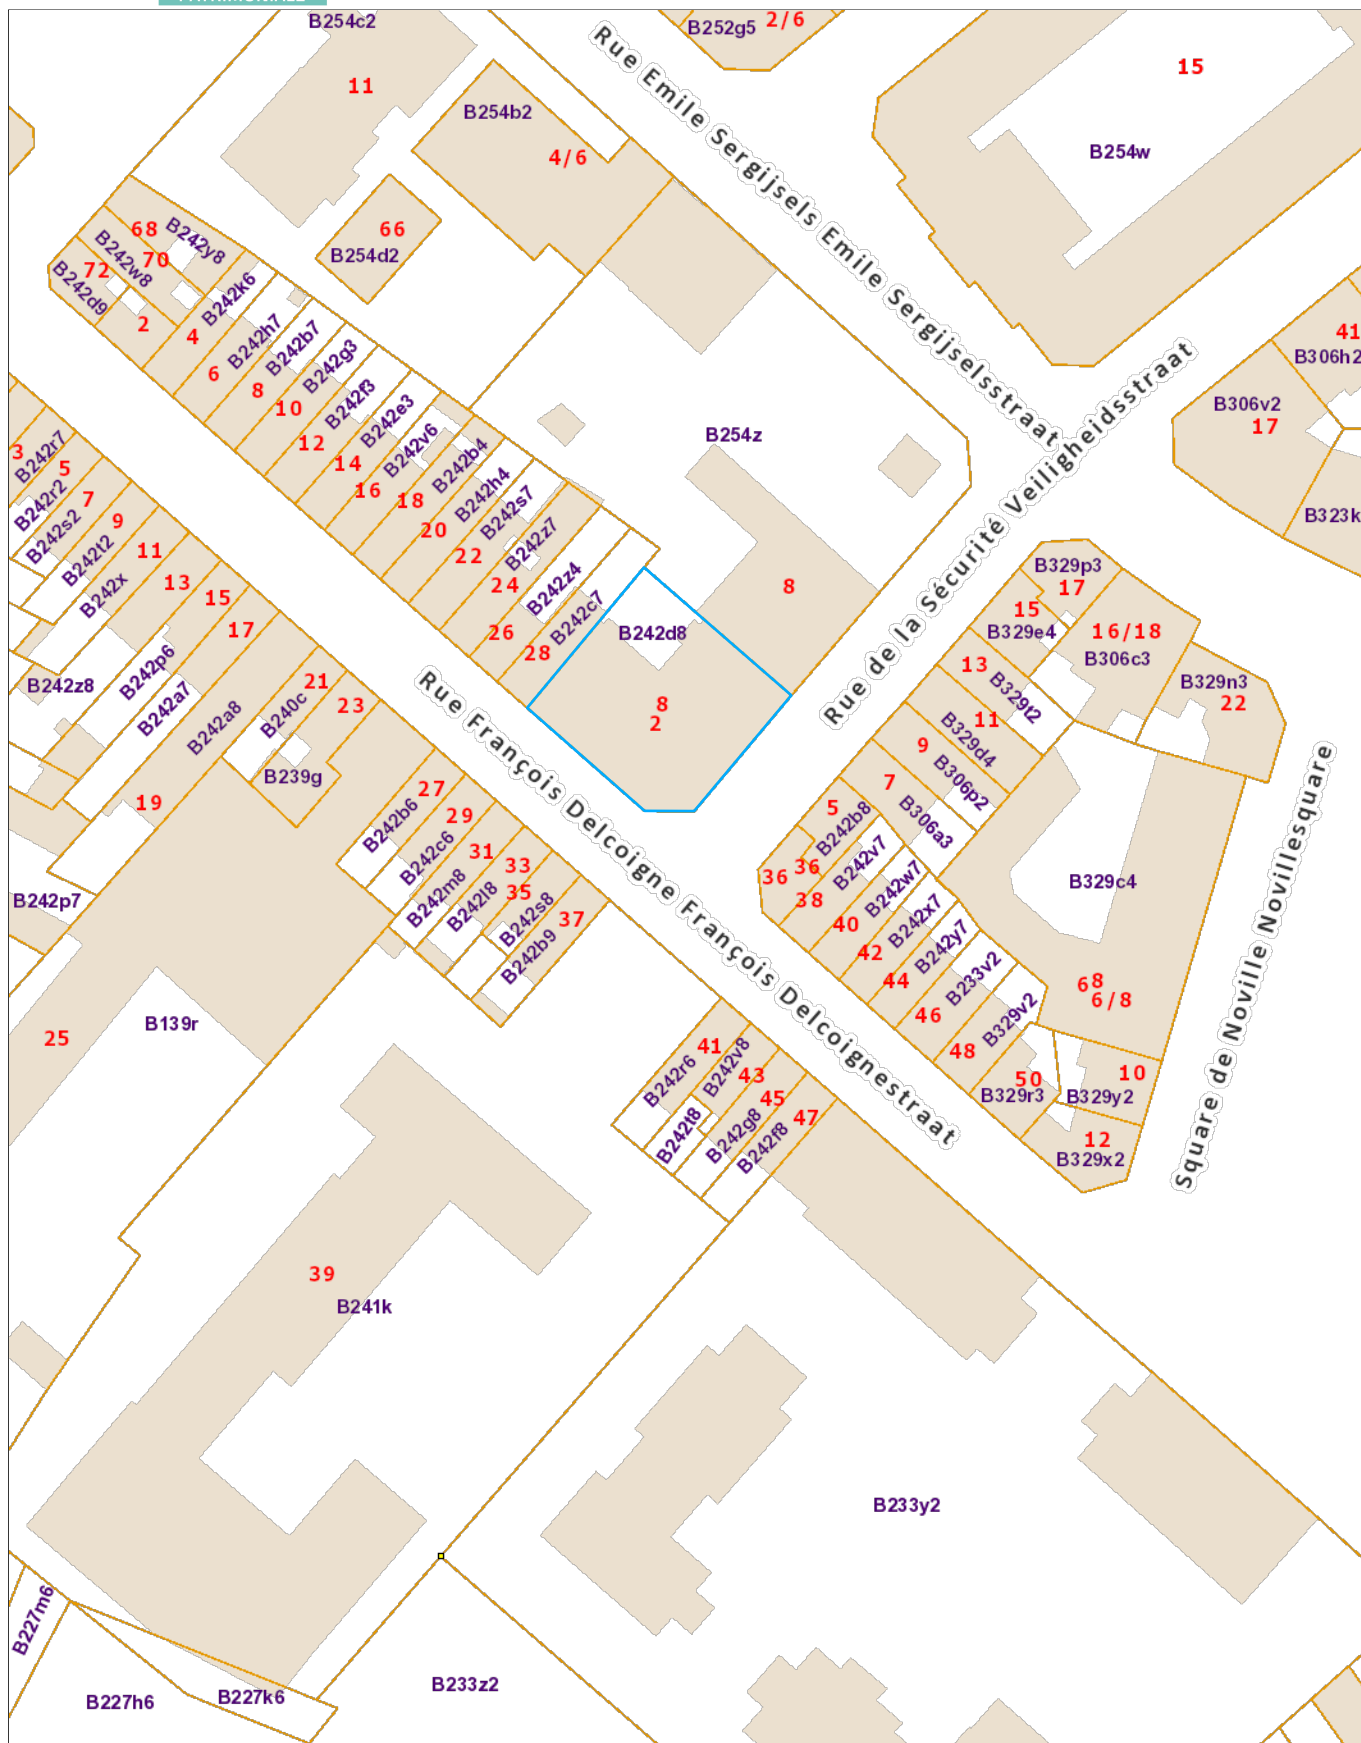 B254c2
11
B252g5
2/6
15
B254w
B254b2
4/6
66
B254d2
Rue Emile Sergijsels Emile Sergijselsstraat
68
B242y8
70
B242w8
72
B242d9
2
4
B242k6
6
B242h7
8
B242b7
10
B242g3
12
B242f3
14
B242e3
16
B242v6
18
B242b4
20
B242h4
22
B242s7
24
B242z7
26
B242z4
28
B242c7
B254z
8
B242d8
8
2
Rue de la Sécurité Veiligheidsstraat
41
B306h2
B306v2
17
B323k
3
B242r7
5
B242r2
7
B242s2
9
B242t2
11
B242x
13
15
17
B242z8
B242p6
B242a7
B242a8
19
21
B240c
23
B239g
Rue François Delcoigne François Delcoignestraat
B329p3
17
15
B329e4
16/18
B306c3
B329n3
22
13
B329t2
11
B329d4
9
B306p2
7
B306a3
5
B242b8
36
36
38
B242v7
40
B242w7
42
B242x7
44
B242y7
46
B233v2
48
B329v2
50
B329r3
B329c4
68
6/8
10
B329y2
12
B329x2
Square de Noville Novillesquare
27
B242b6
29
B242c6
31
B242m8
33
B242l8
35
B242s8
37
B242b9
B242p7
B139r
25
41
B242r6
B242v8
43
B242t8
45
B242g8
47
B242f8
39
B241k
B233y2
B227m6
B227h6
B227k6
B233z2